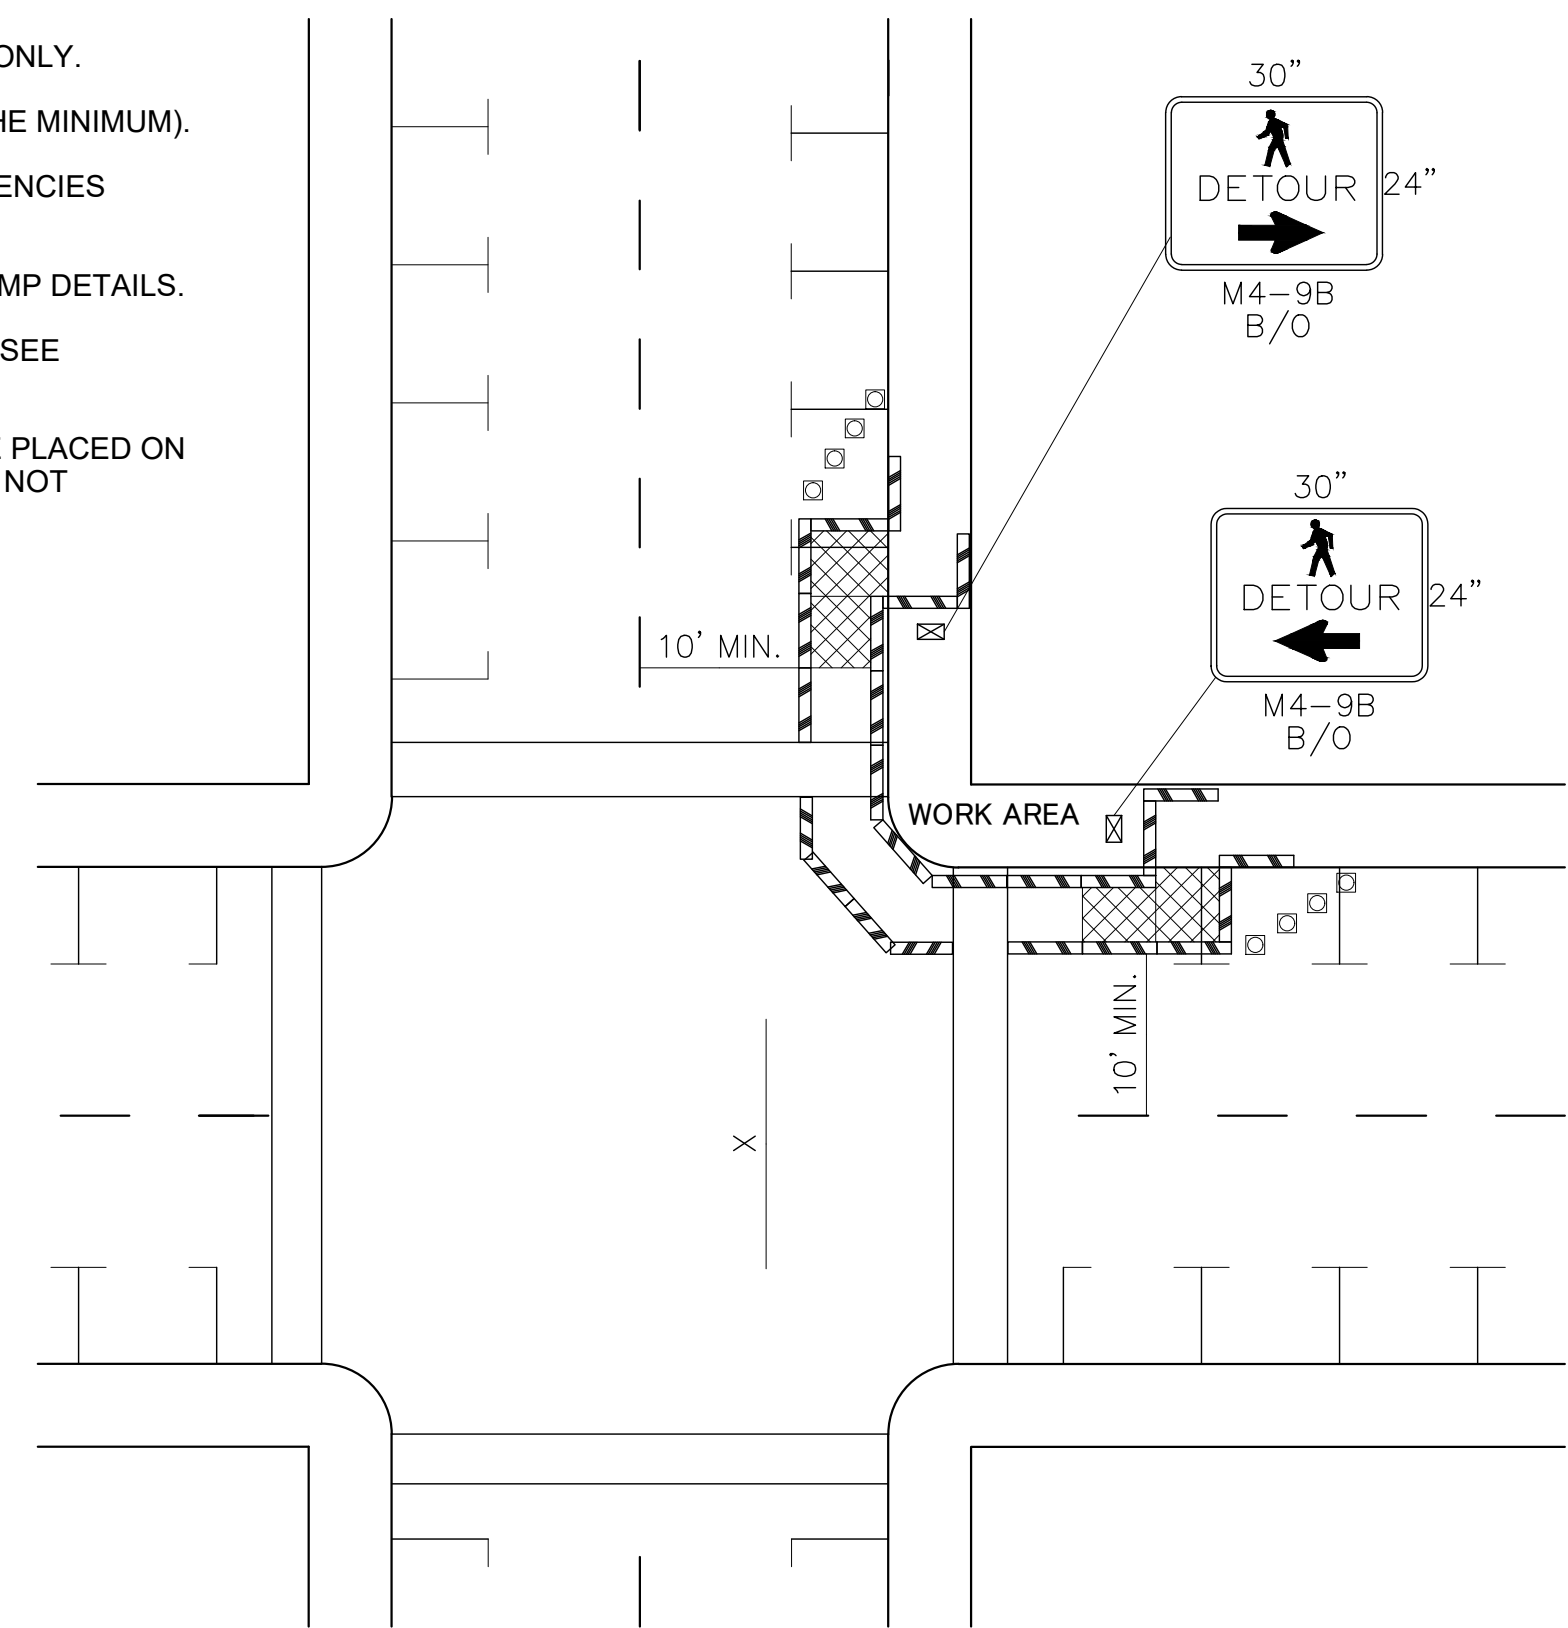 ONLY.
HE MINIMUM).
ENCIES
MP DETAILS.
SEE
PLACED ON
NOT
30”
DETOUR
24”
M4-9B
B/O
30”
DETOUR
24”
M4-9B
B/O
10’ MIN.
WORK AREA
10’ MIN.
X